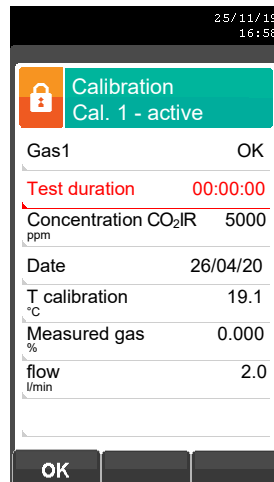 25/11/19
16:58
Calibration
Cal. 1 - active
Gas1 OK
Test duration 00:00:00
Concentration CO₂IR 5000
ppm
Date 26/04/20
T calibration 19.1
°C
Measured gas 0.000
%
flow 2.0
l/min
OK